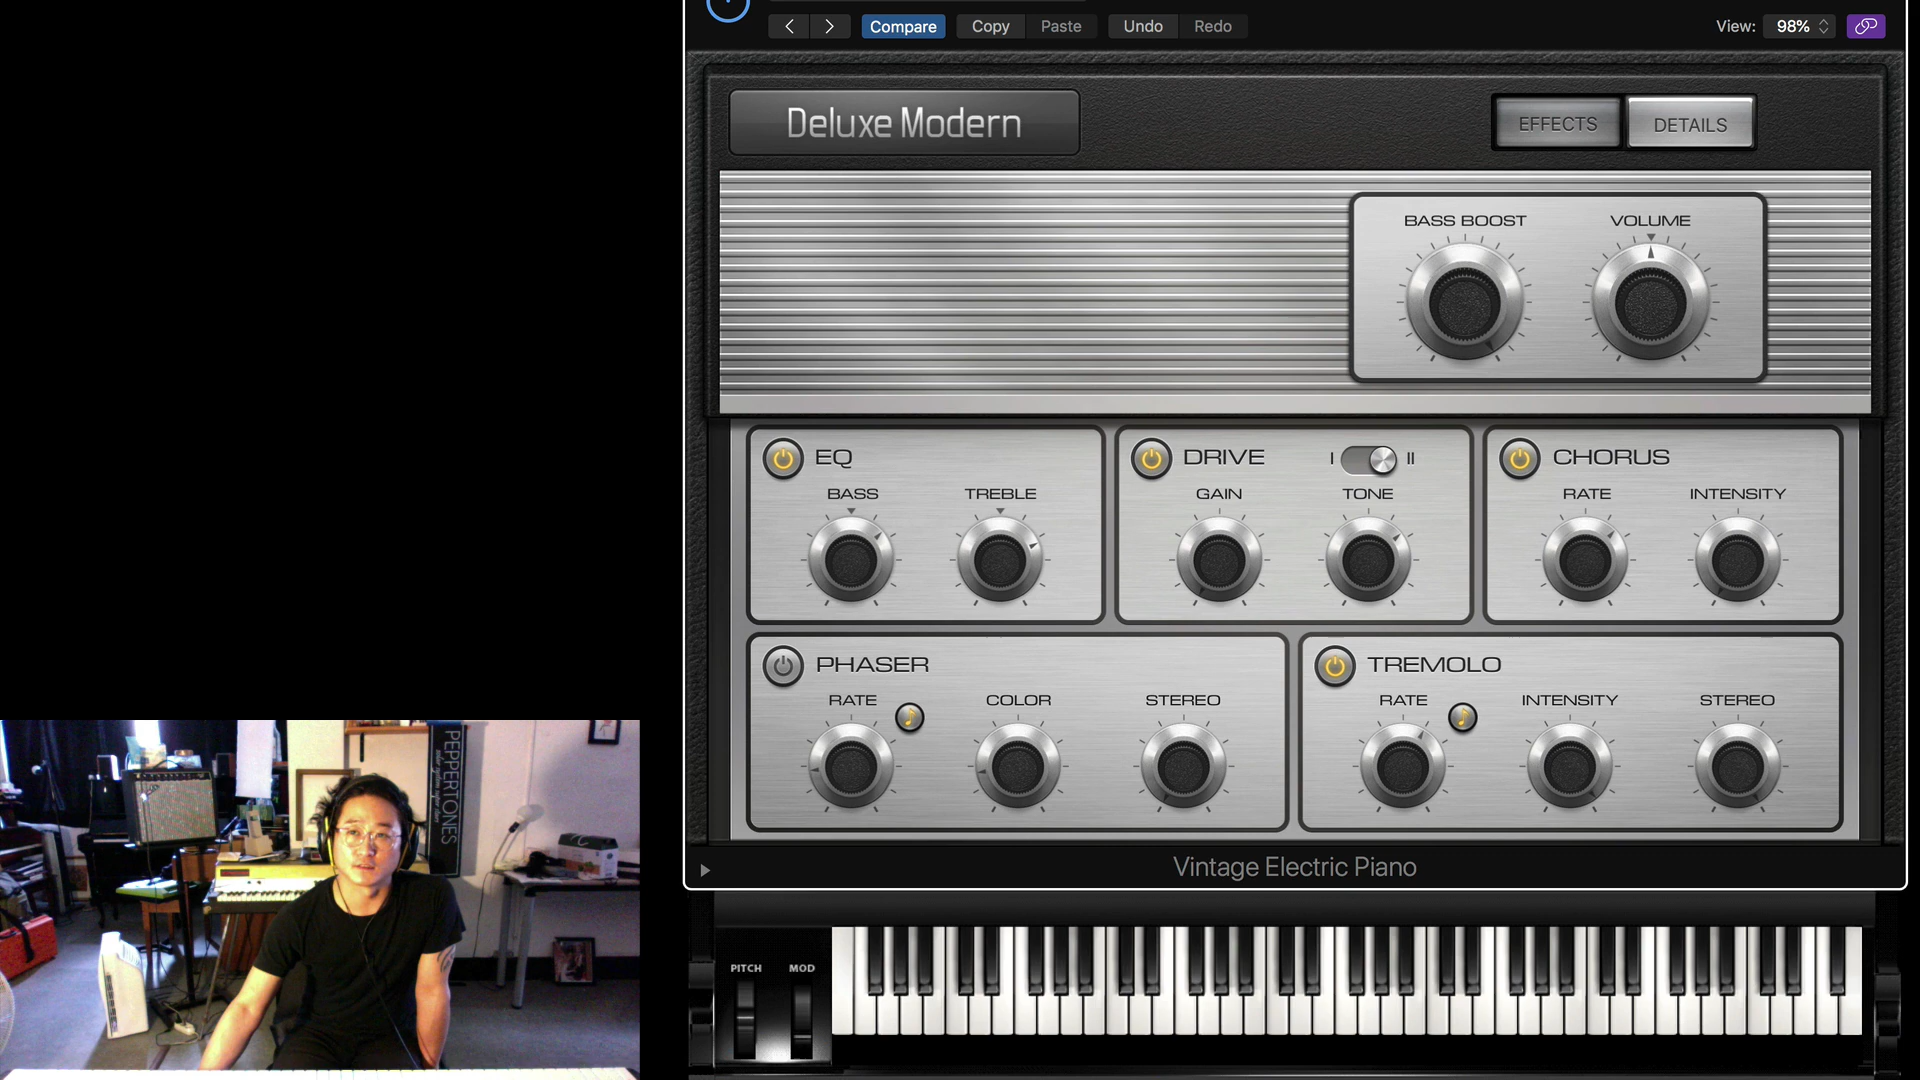 Compare Copy Paste Undo Redo View: 98%
Deluxe Modern
EFFECTS DETAILS
BASS BOOST VOLUME
EQ
BASS TREBLE
DRIVE I II
GAIN TONE
CHORUS
RATE INTENSITY
PHASER
RATE COLOR STEREO
TREMOLO
RATE INTENSITY STEREO
Vintage Electric Piano
PITCH MOD
PEPPERTONES